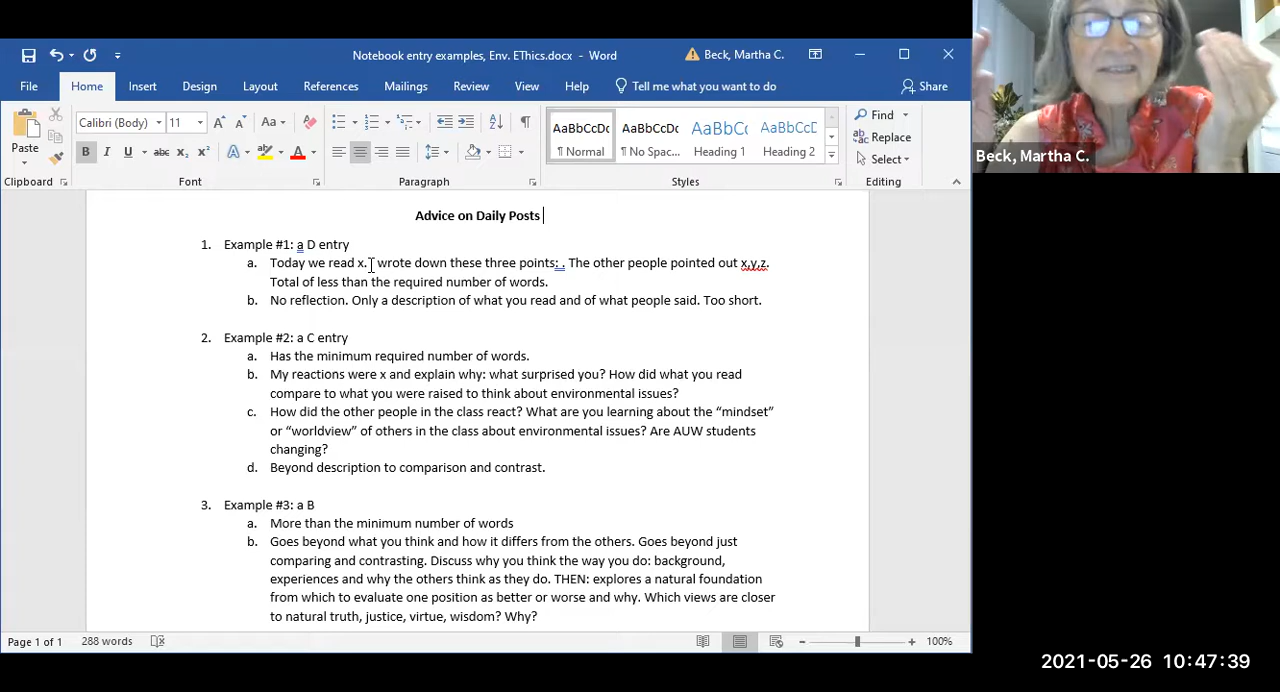 Notebook entry examples, Env. EThics.docx - Word
Beck, Martha C.
File Home Insert Design Layout References Mailings Review View Help Tell me what you want to do Share
Paste
Calibri (Body) 11 Aa
B I U abc x₂ x² A A
AaBbCcDc AaBbCcDc AaBbCc AaBbCcD
¶ Normal ¶ No Spac... Heading 1 Heading 2
Find
Replace
Select
Clipboard Font Paragraph Styles Editing
Beck, Martha C.
Advice on Daily Posts
1. Example #1: a D entry
a. Today we read x. I wrote down these three points: . The other people pointed out x,y,z.
Total of less than the required number of words.
b. No reflection. Only a description of what you read and of what people said. Too short.
2. Example #2: a C entry
a. Has the minimum required number of words.
b. My reactions were x and explain why: what surprised you? How did what you read
compare to what you were raised to think about environmental issues?
c. How did the other people in the class react? What are you learning about the “mindset”
or “worldview” of others in the class about environmental issues? Are AUW students
changing?
d. Beyond description to comparison and contrast.
3. Example #3: a B
a. More than the minimum number of words
b. Goes beyond what you think and how it differs from the others. Goes beyond just
comparing and contrasting. Discuss why you think the way you do: background,
experiences and why the others think as they do. THEN: explores a natural foundation
from which to evaluate one position as better or worse and why. Which views are closer
to natural truth, justice, virtue, wisdom? Why?
Page 1 of 1 288 words 100%
2021-05-26 10:47:39